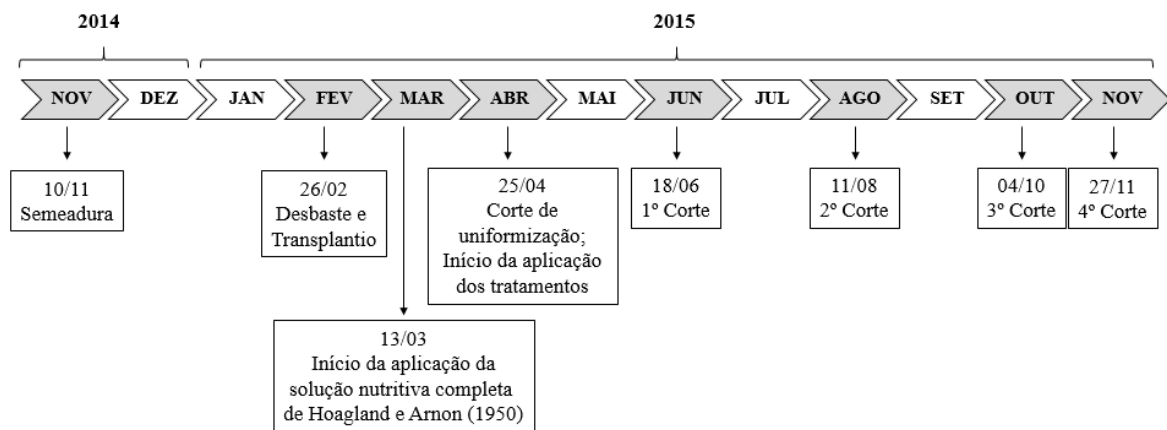 2014
2015
NOV
DEZ
JAN
FEV
MAR
ABR
MAI
JUN
JUL
AGO
SET
OUT
NOV
10/11
Semeadura
26/02
Desbaste e
Transplantio
13/03
Início da aplicação da
solução nutritiva completa
de Hoagland e Arnon (1950)
25/04
Corte de
uniformização;
Início da aplicação
dos tratamentos
18/06
1º Corte
11/08
2º Corte
04/10
3º Corte
27/11
4º Corte